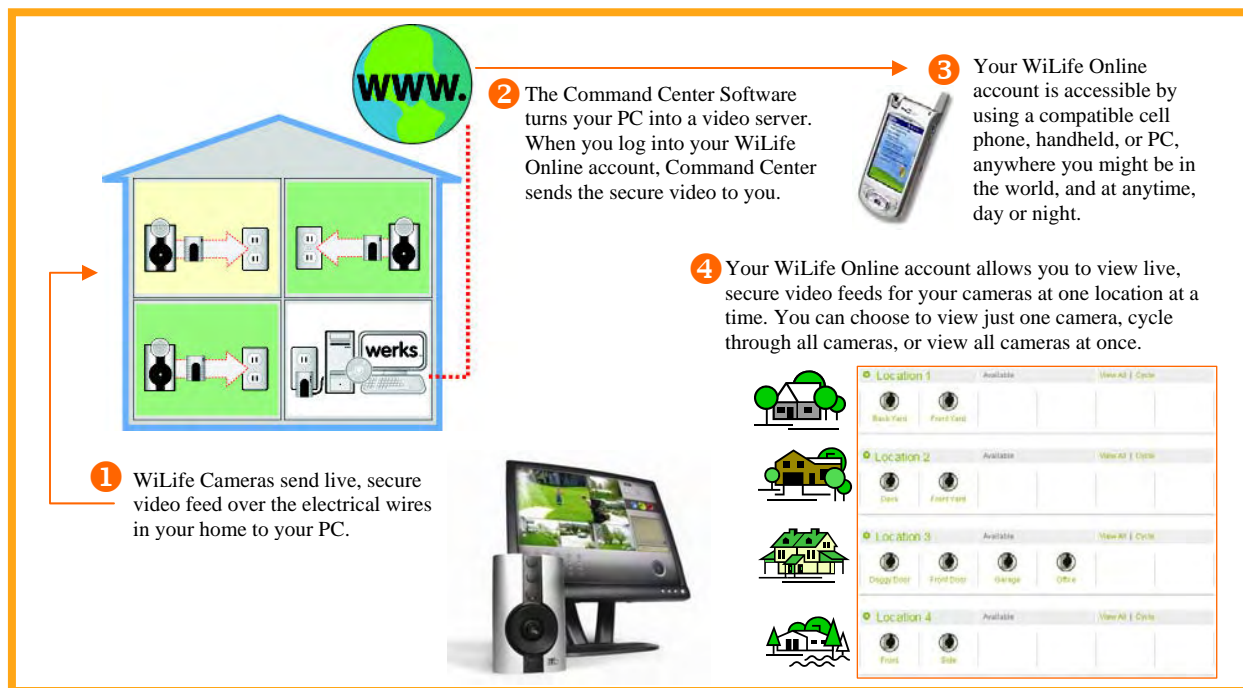 WWW.
2 The Command Center Software
turns your PC into a video server.
When you log into your WiLife
Online account, Command Center
sends the secure video to you.
3 Your WiLife Online
account is accessible by
using a compatible cell
phone, handheld, or PC,
anywhere you might be in
the world, and at anytime,
day or night.
werks
4 Your WiLife Online account allows you to view live,
secure video feeds for your cameras at one location at a
time. You can choose to view just one camera, cycle
through all cameras, or view all cameras at once.
1 WiLife Cameras send live, secure
video feed over the electrical wires
in your home to your PC.
Location 1 Available View All | Cycle
Back Yard Front Yard
Location 2 Available View All | Cycle
Front Yard
Location 3 Available View All | Cycle
Doggy Door Front Door Garage Office
Location 4 Available View All | Cycle
Front Side